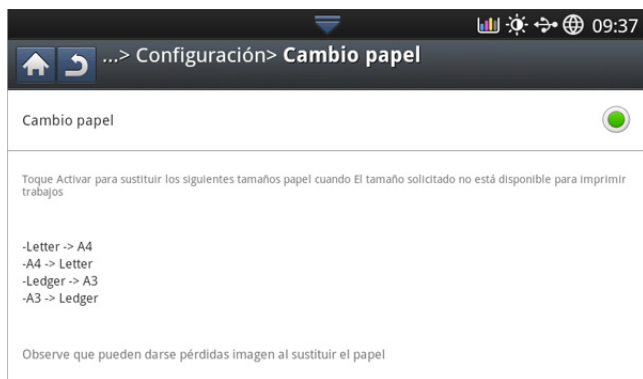 09:37
...> Configuración> Cambio papel
Cambio papel
Toque Activar para sustituir los siguientes tamaños papel cuando El tamaño solicitado no está disponible para imprimir
trabajos
-Letter -> A4
-A4 -> Letter
-Ledger -> A3
-A3 -> Ledger
Observe que pueden darse pérdidas imagen al sustituir el papel